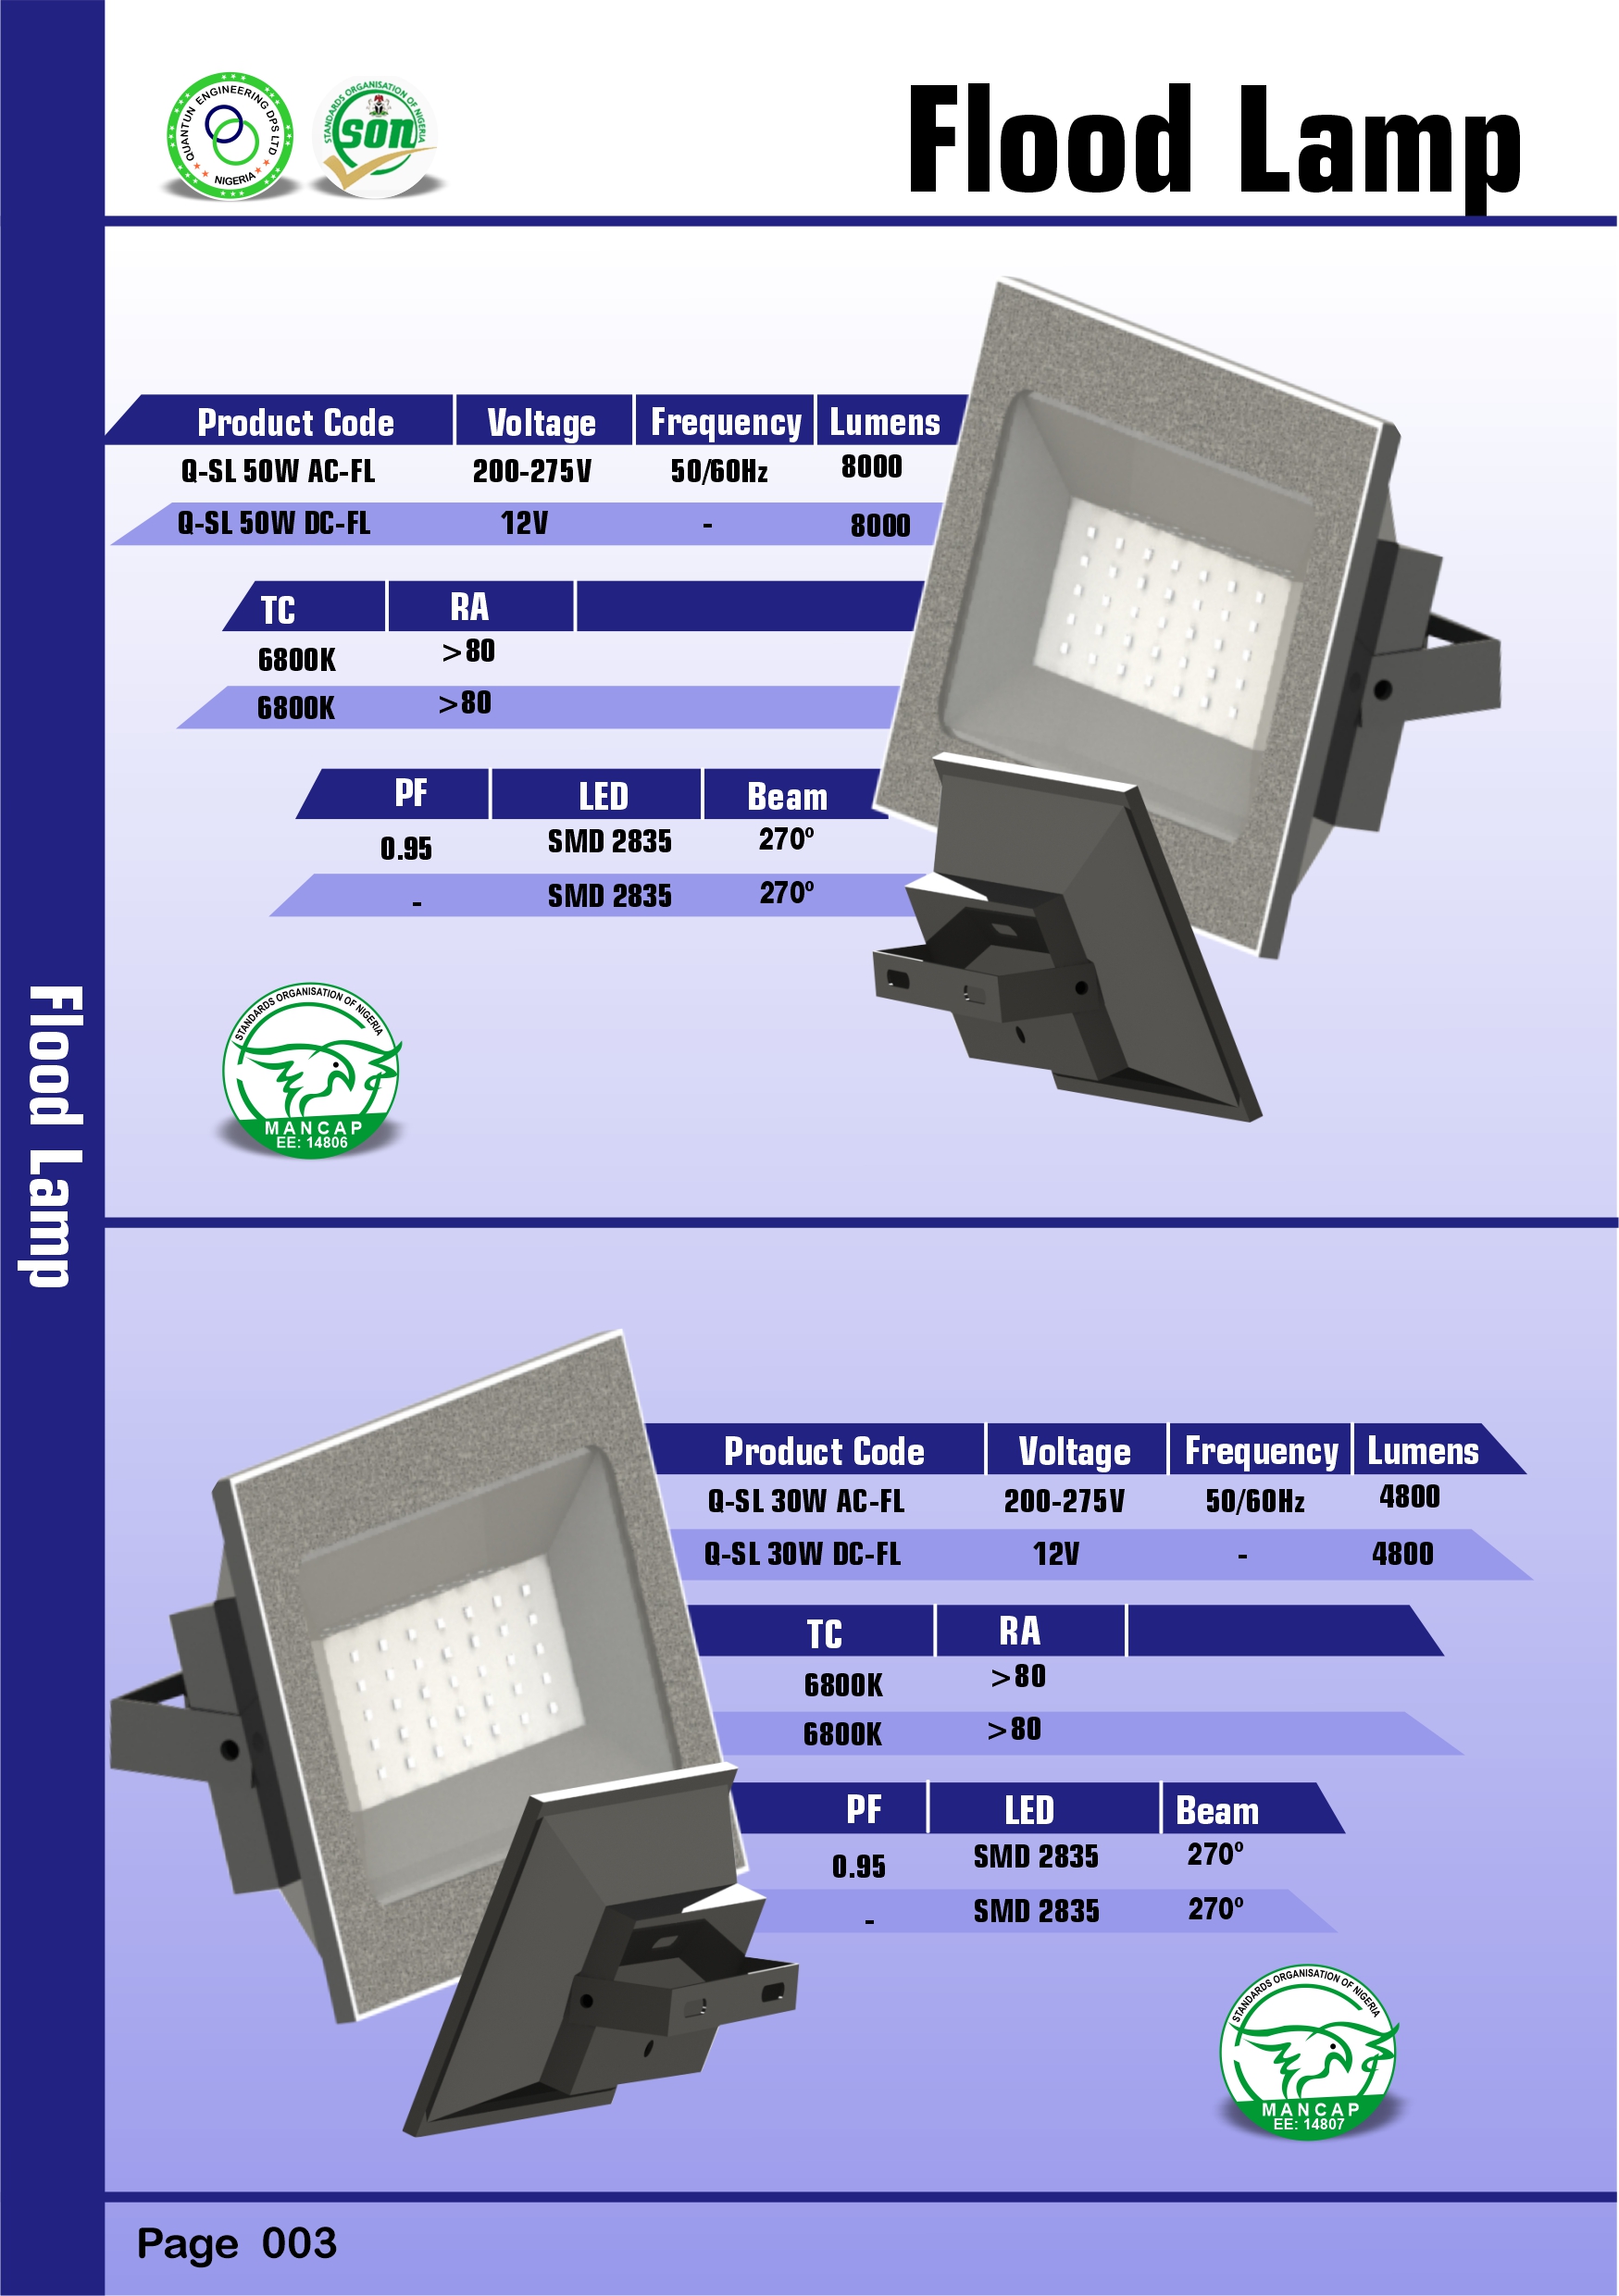 QUANTUN ENGINEERING DPS LTD
NIGERIA
STANDARDS ORGANISATION OF NIGERIA
SON
Flood Lamp
Product Code Voltage Frequency Lumens
Q-SL 50W AC-FL 200-275V 50/60Hz 8000
Q-SL 50W DC-FL 12V - 8000
TC RA
6800K >80
6800K >80
PF LED Beam
0.95 SMD 2835 270º
- SMD 2835 270º
STANDARDS ORGANISATION OF NIGERIA
MANCAP
EE: 14806
Flood Lamp
Product Code Voltage Frequency Lumens
Q-SL 30W AC-FL 200-275V 50/60Hz 4800
Q-SL 30W DC-FL 12V - 4800
TC RA
6800K >80
6800K >80
PF LED Beam
0.95 SMD 2835 270º
- SMD 2835 270º
STANDARDS ORGANISATION OF NIGERIA
MANCAP
EE: 14807
Page 003